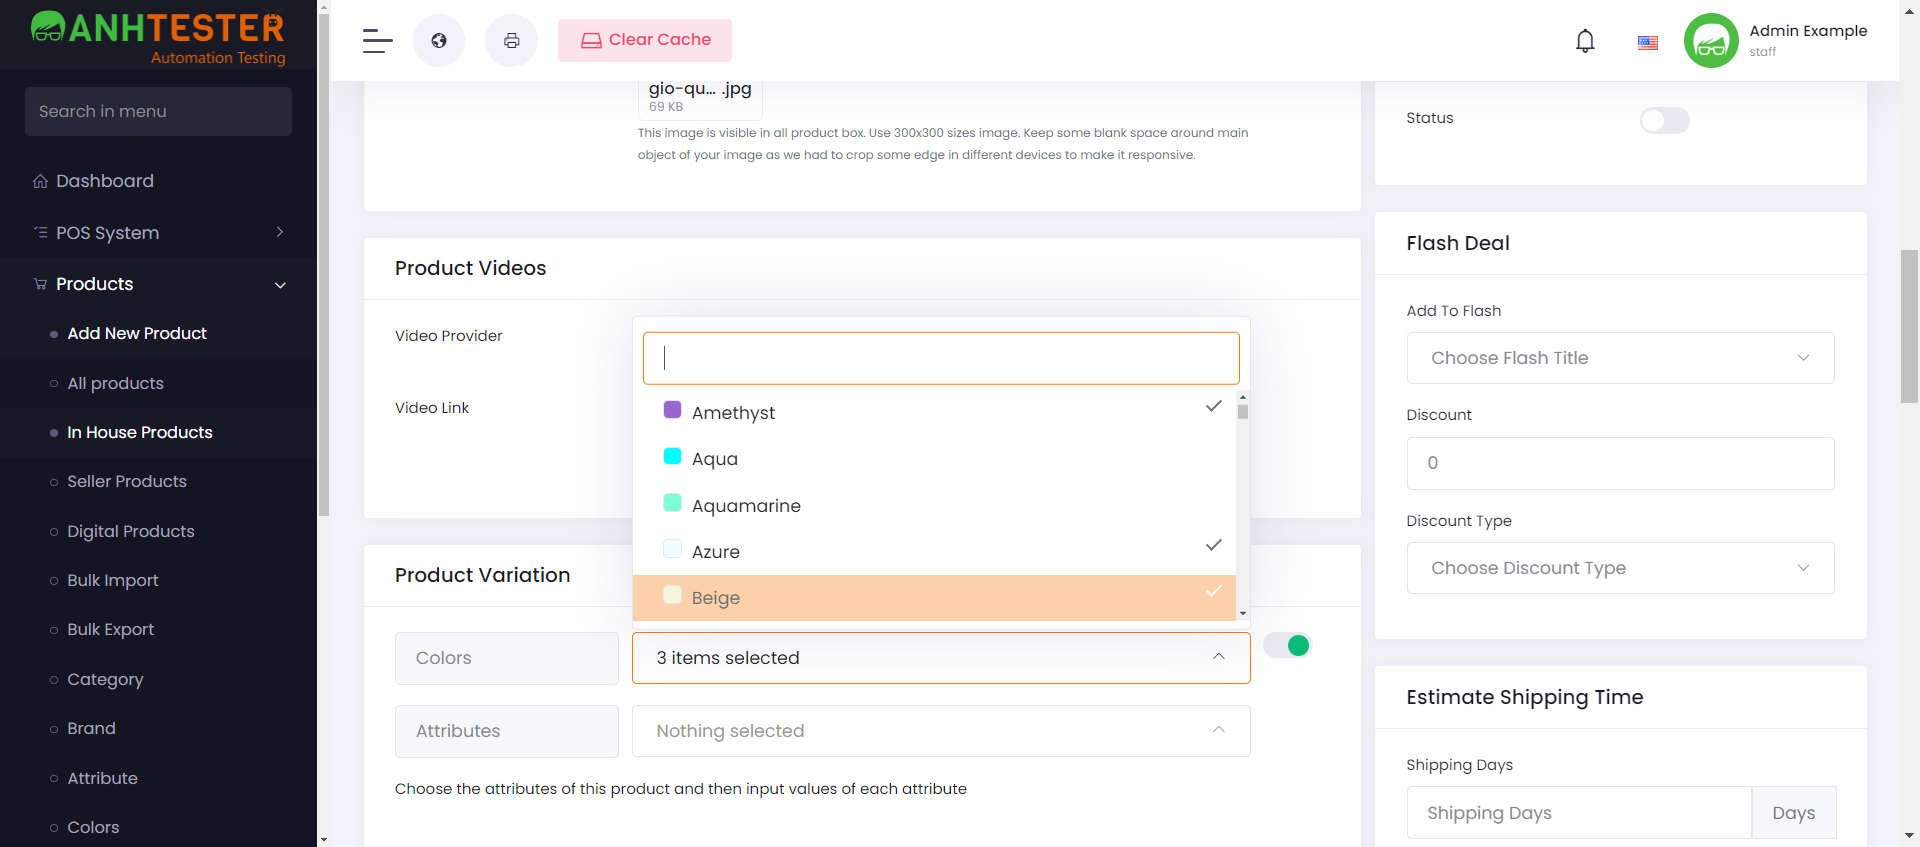 ANHTESTER
Automation Testing
Search in menu
Dashboard
POS System
Products
Add New Product
All products
In House Products
Seller Products
Digital Products
Bulk Import
Bulk Export
Category
Brand
Attribute
Colors
Clear Cache
Admin Example
staff
gio-qu... .jpg
69 KB
This image is visible in all product box. Use 300x300 sizes image. Keep some blank space around main
object of your image as we had to crop some edge in different devices to make it responsive.
Product Videos
Video Provider
Video Link
Amethyst
Aqua
Aquamarine
Azure
Beige
Product Variation
Colors
3 items selected
Attributes
Nothing selected
Choose the attributes of this product and then input values of each attribute
Status
Flash Deal
Add To Flash
Choose Flash Title
Discount
0
Discount Type
Choose Discount Type
Estimate Shipping Time
Shipping Days
Shipping Days
Days